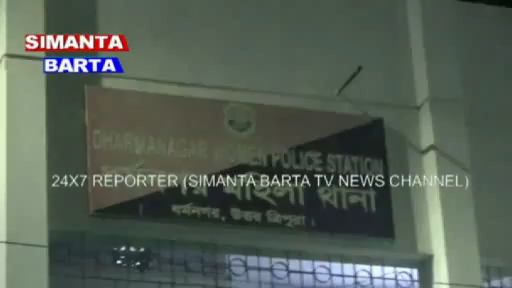 SIMANTA
BARTA
DHARMANAGAR WOMEN POLICE STATION
24X7 REPORTER (SIMANTA BARTA TV NEWS CHANNEL)
মহিলা থানা
ধর্মনগর, উত্তর ত্রিপুরা